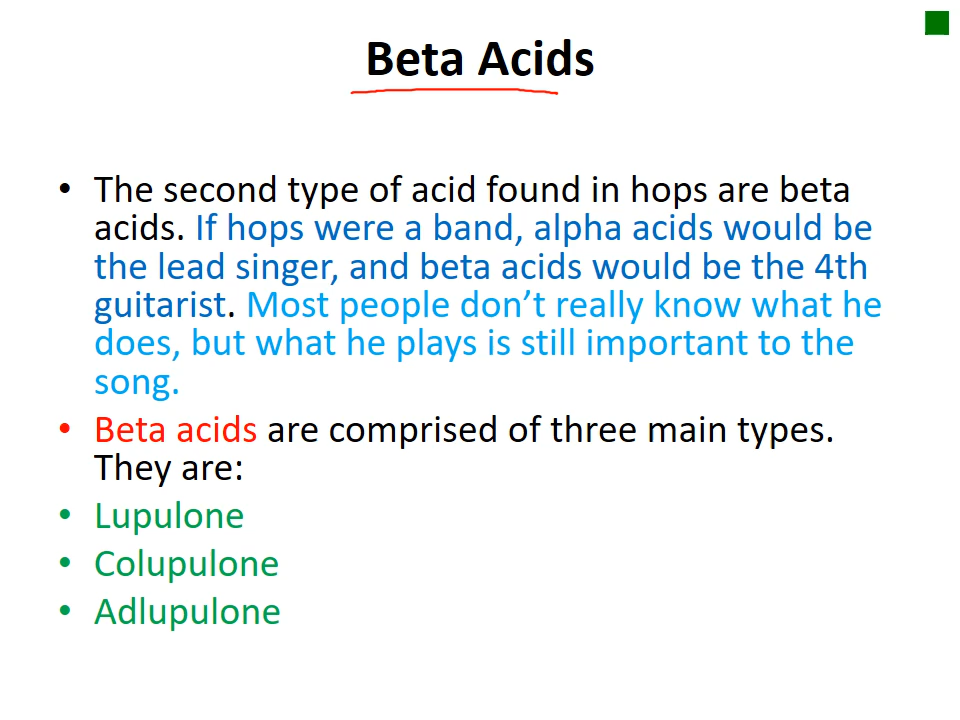 Beta Acids
• The second type of acid found in hops are beta
acids. If hops were a band, alpha acids would be
the lead singer, and beta acids would be the 4th
guitarist. Most people don’t really know what he
does, but what he plays is still important to the
song.
• Beta acids are comprised of three main types.
They are:
• Lupulone
• Colupulone
• Adlupulone